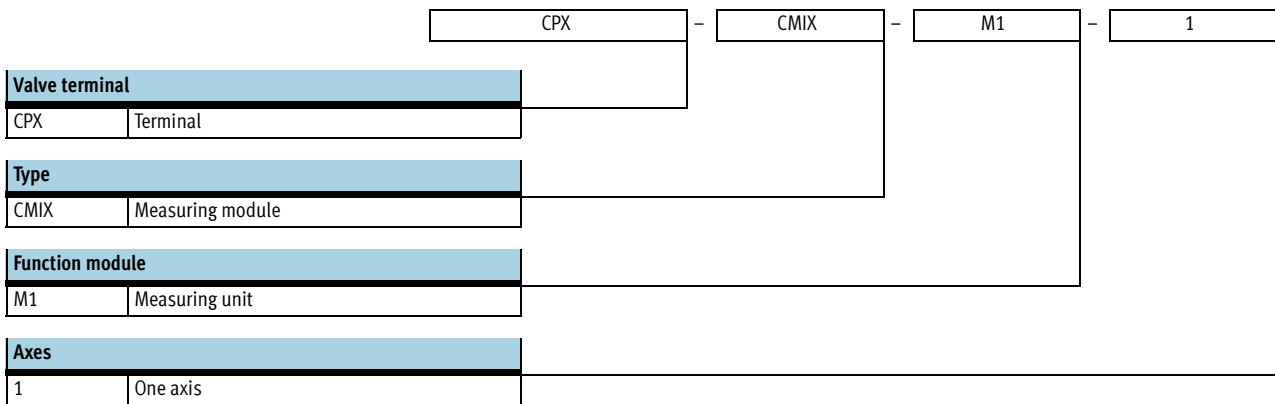 CPX – CMIX – M1 – 1
Valve terminal
CPX Terminal
Type
CMIX Measuring module
Function module
M1 Measuring unit
Axes
1 One axis